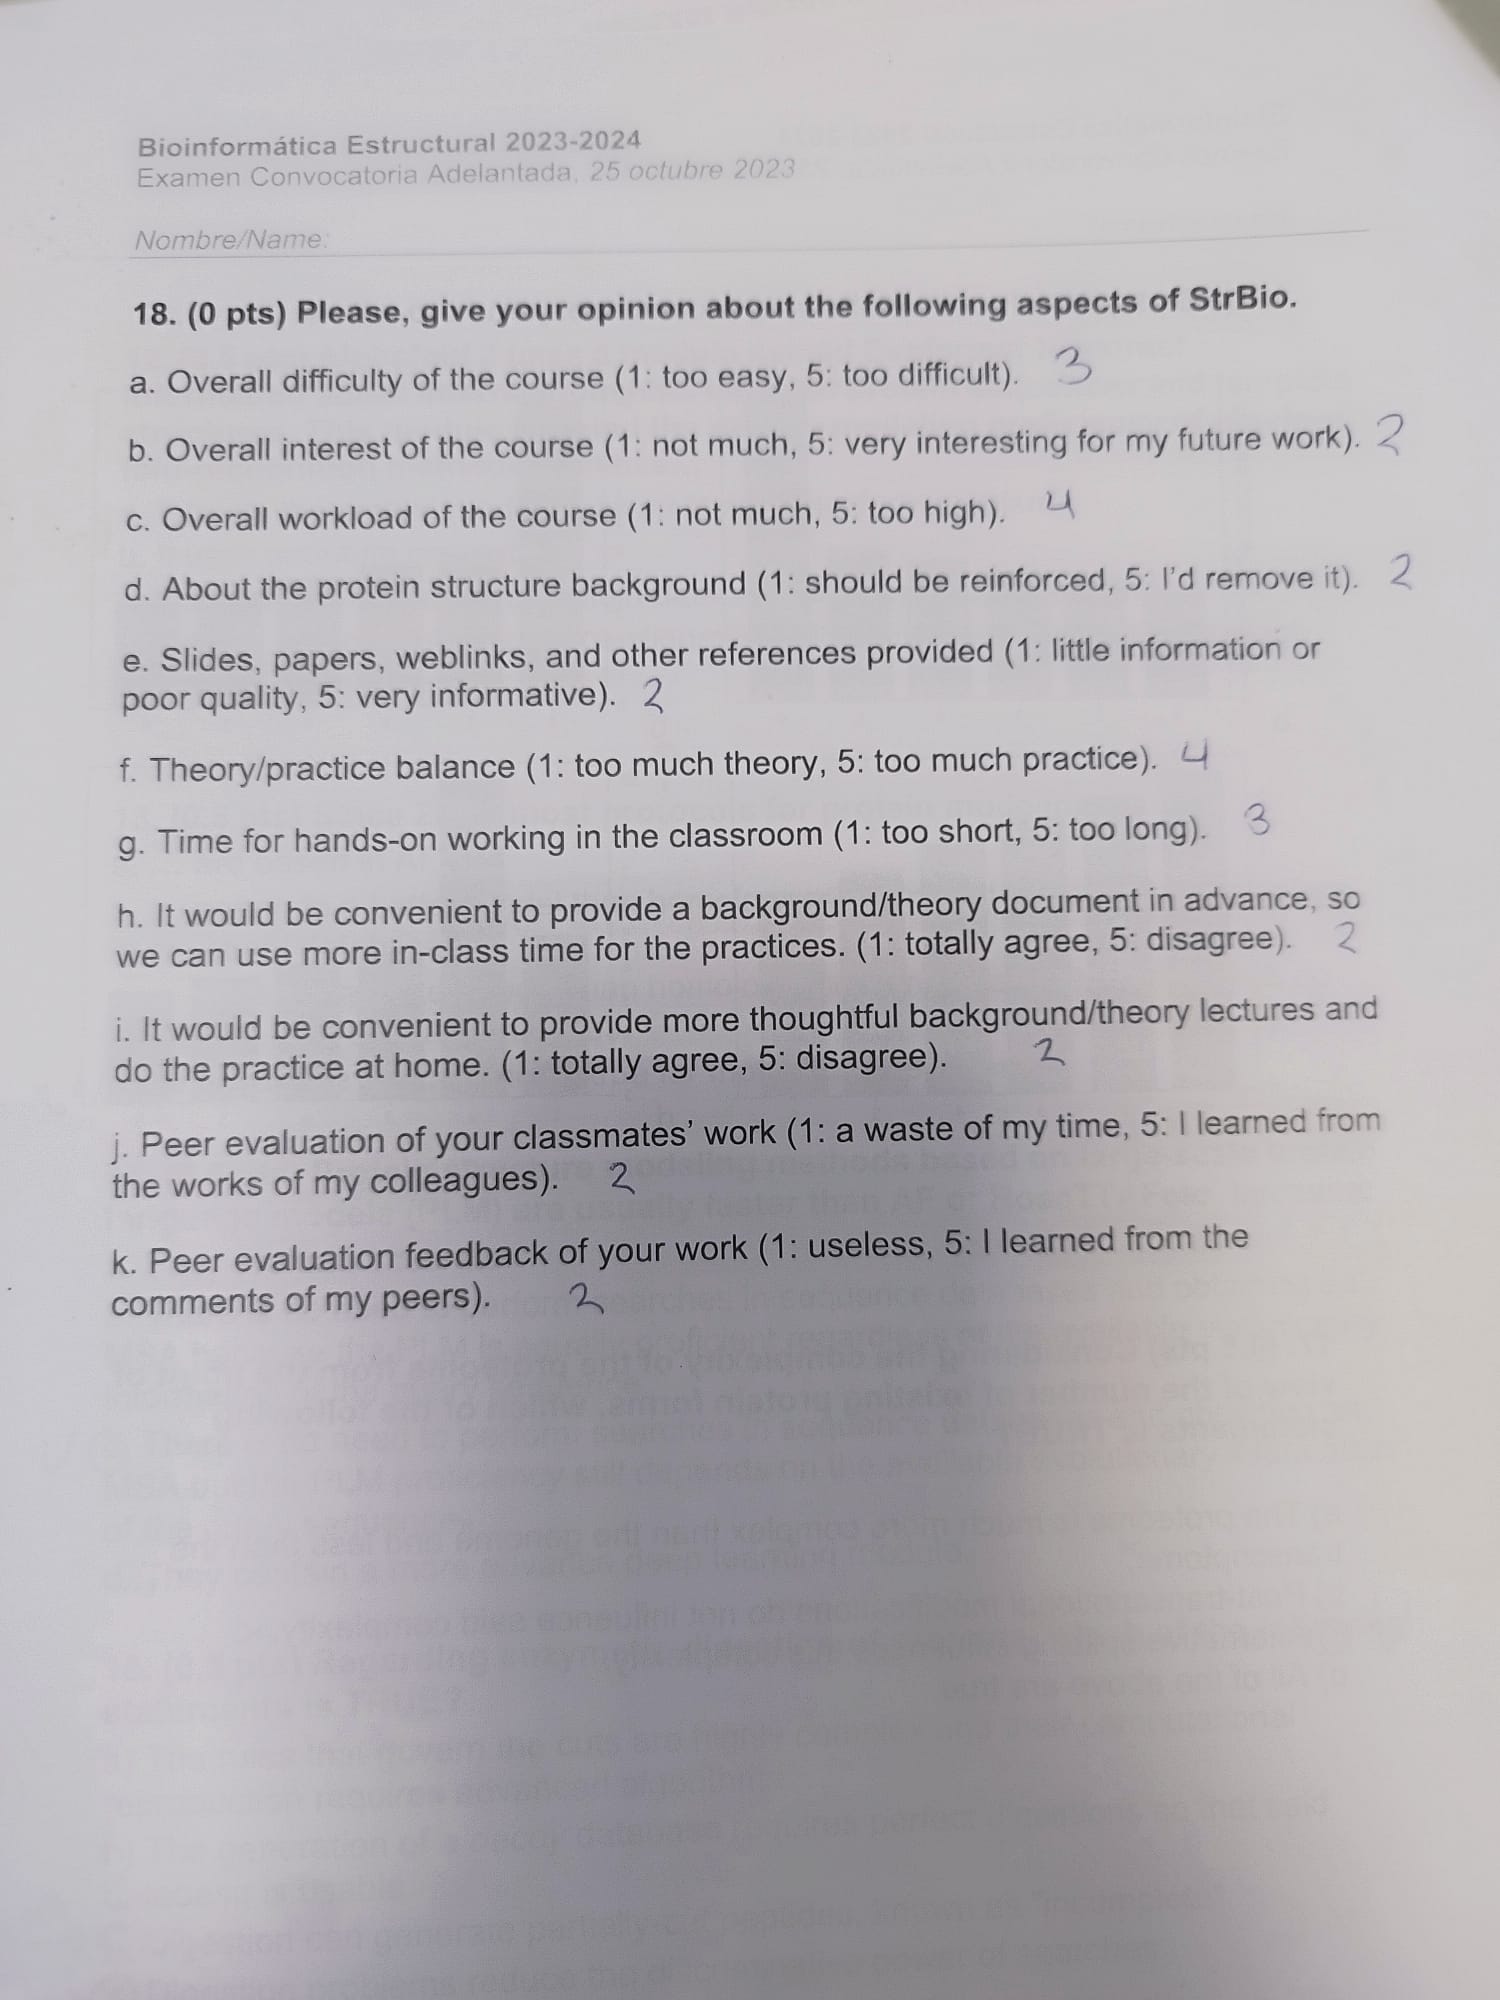 Bioinformática Estructural 2023-2024
Examen Convocatoria Adelantada, 25 octubre 2023
Nombre/Name:
18. (0 pts) Please, give your opinion about the following aspects of StrBio.
a. Overall difficulty of the course (1: too easy, 5: too difficult). 3
b. Overall interest of the course (1: not much, 5: very interesting for my future work). 2
c. Overall workload of the course (1: not much, 5: too high). 4
d. About the protein structure background (1: should be reinforced, 5: I'd remove it). 2
e. Slides, papers, weblinks, and other references provided (1: little information or
poor quality, 5: very informative). 2
f. Theory/practice balance (1: too much theory, 5: too much practice). 4
g. Time for hands-on working in the classroom (1: too short, 5: too long). 3
h. It would be convenient to provide a background/theory document in advance, so
we can use more in-class time for the practices. (1: totally agree, 5: disagree). 2
i. It would be convenient to provide more thoughtful background/theory lectures and
do the practice at home. (1: totally agree, 5: disagree). 2
j. Peer evaluation of your classmates' work (1: a waste of my time, 5: I learned from
the works of my colleagues). 2
k. Peer evaluation feedback of your work (1: useless, 5: I learned from the
comments of my peers). 2